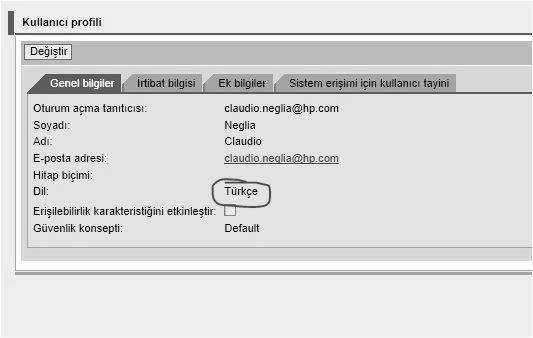 Kullanıcı profili
Değiştir
Genel bilgiler İrtibat bilgisi Ek bilgiler Sistem erişimi için kullanıcı tayini
Oturum açma tanıtıcısı: claudio.neglia@hp.com
Soyadı: Neglia
Adı: Claudio
E-posta adresi: claudio.neglia@hp.com
Hitap biçimi:
Dil: Türkçe
Erişilebilirlik karakteristiğini etkinleştir:
Güvenlik konsepti: Default